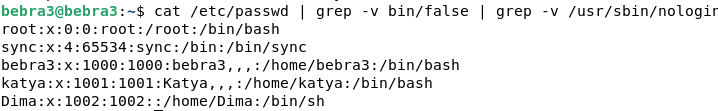 bebra3@bebra3:~$ cat /etc/passwd | grep -v bin/false | grep -v /usr/sbin/nologin
root:x:0:0:root:/root:/bin/bash
sync:x:4:65534:sync:/bin:/bin/sync
bebra3:x:1000:1000:bebra3,,,:/home/bebra3:/bin/bash
katya:x:1001:1001:Katya,,,:/home/katya:/bin/bash
Dima:x:1002:1002::/home/Dima:/bin/sh